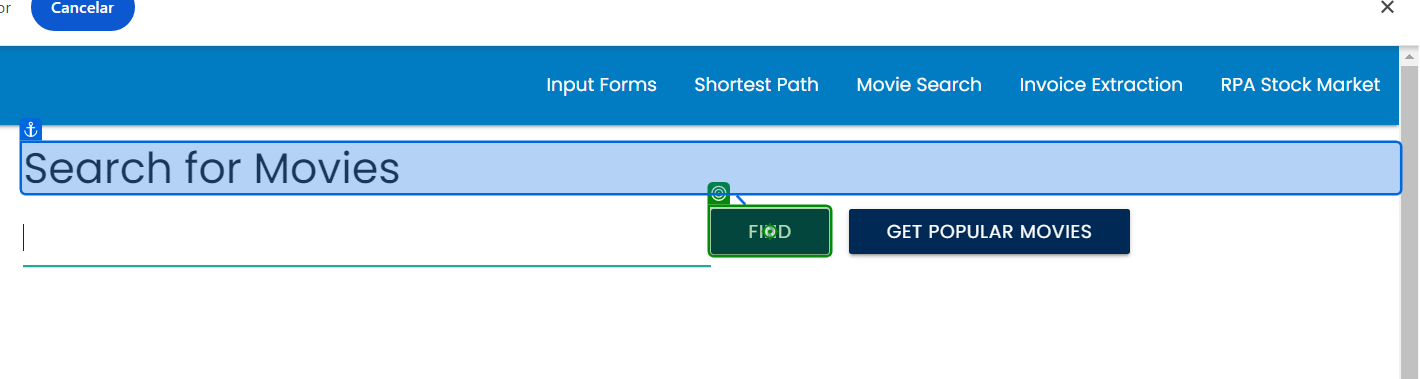 or Cancelar
Input Forms Shortest Path Movie Search Invoice Extraction RPA Stock Market
Search for Movies
FIND GET POPULAR MOVIES